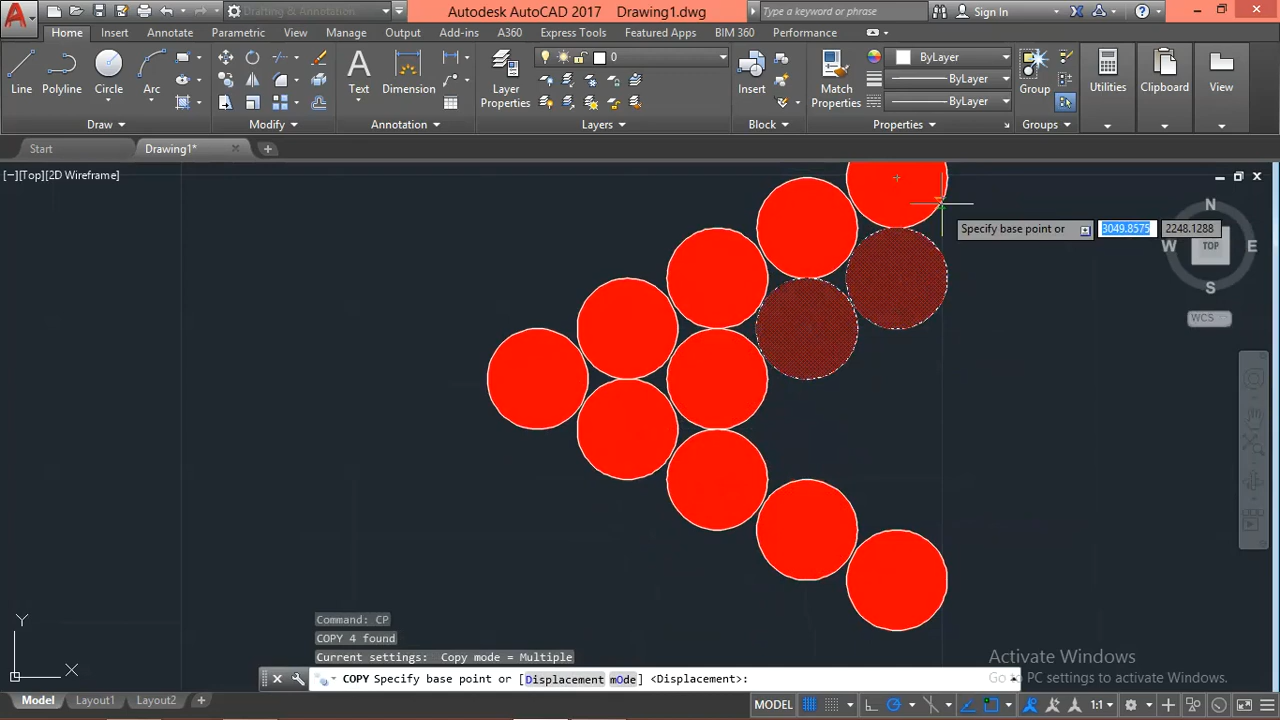 Drafting & Annotation
Autodesk AutoCAD 2017 Drawing1.dwg
Type a keyword or phrase
Sign In
Home Insert Annotate Parametric View Manage Output Add-ins A360 Express Tools Featured Apps BIM 360 Performance
Line Polyline Circle Arc
Text Dimension
Layer Properties
0
Insert
Match Properties
ByLayer
ByLayer
ByLayer
Group
Utilities
Clipboard
View
Draw Modify Annotation Layers Block Properties Groups
Start Drawing1*
[−][Top][2D Wireframe]
N
W TOP E
S
WCS
Specify base point or 3049.8575 2248.1288
Y
X
Command: CP
COPY 4 found
Current settings: Copy mode = Multiple
COPY Specify base point or [Displacement mOde] <Displacement>:
Activate Windows
Go to PC settings to activate Windows.
Model Layout1 Layout2
MODEL
1:1